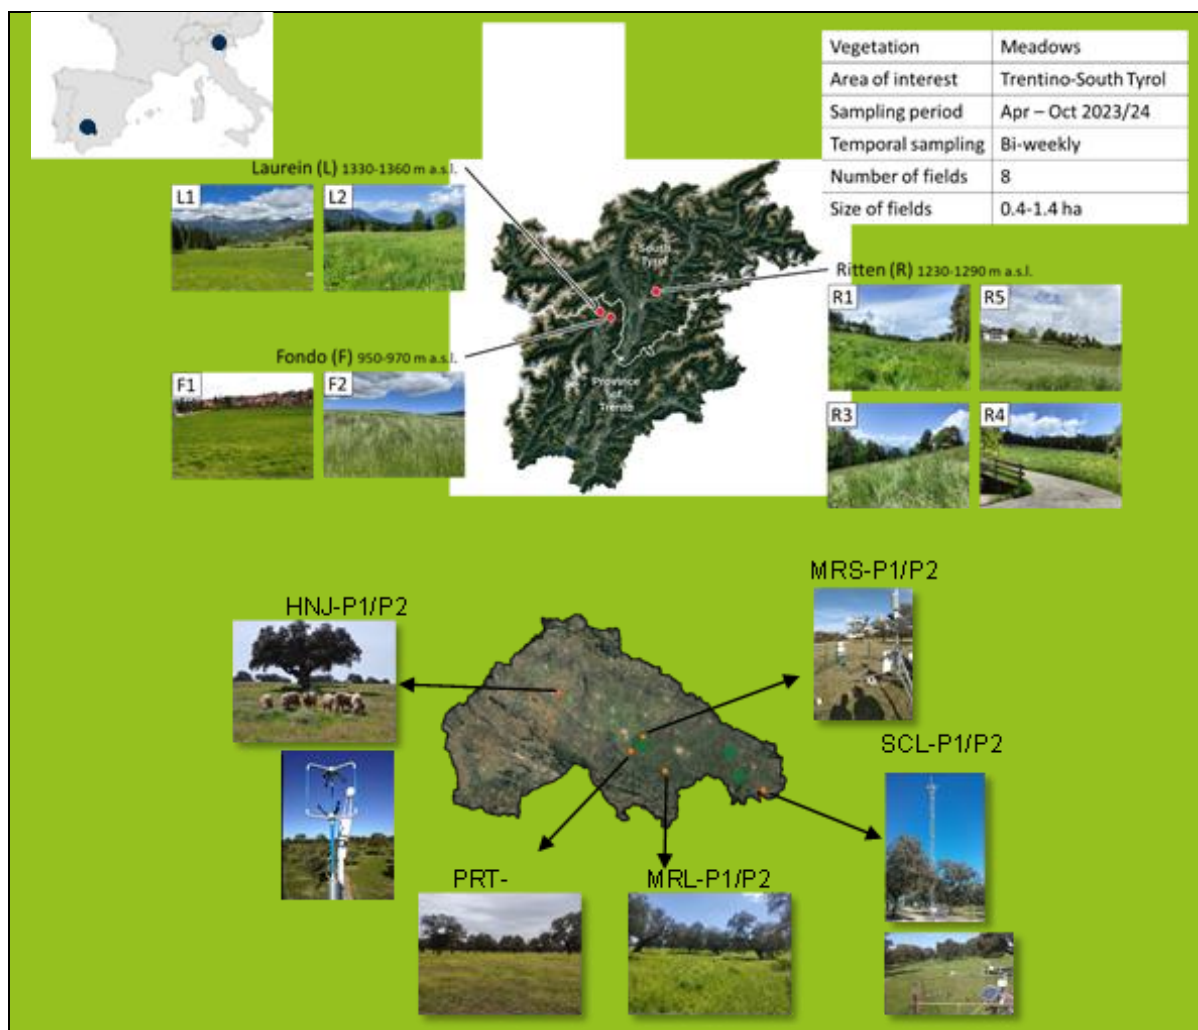 Vegetation Meadows
Area of interest Trentino-South Tyrol
Sampling period Apr – Oct 2023/24
Temporal sampling Bi-weekly
Number of fields 8
Size of fields 0.4-1.4 ha
Laurein (L) 1330-1360 m a.s.l.
L1 L2
South
Tyrol
Ritten (R) 1230-1290 m a.s.l.
R1 R5
Fondo (F) 950-970 m a.s.l.
F1 F2
Province
of
Trento
R3 R4
MRS-P1/P2
HNJ-P1/P2
SCL-P1/P2
PRT-
MRL-P1/P2